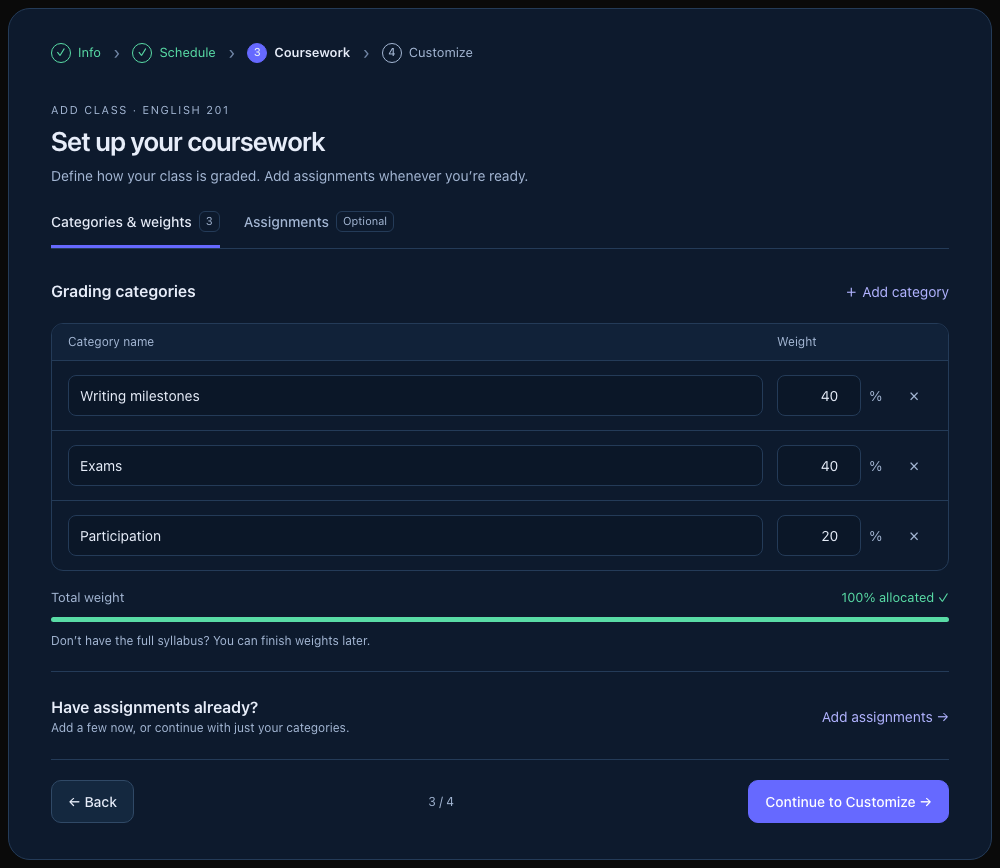 ✓ Info › ✓ Schedule › 3 Coursework › 4 Customize
ADD CLASS · ENGLISH 201
Set up your coursework
Define how your class is graded. Add assignments whenever you’re ready.
Categories & weights 3 Assignments Optional
Grading categories + Add category
Category name Weight
Writing milestones 40 % ×
Exams 40 % ×
Participation 20 % ×
Total weight 100% allocated ✓
Don’t have the full syllabus? You can finish weights later.
Have assignments already?
Add a few now, or continue with just your categories.
Add assignments →
← Back 3 / 4 Continue to Customize →